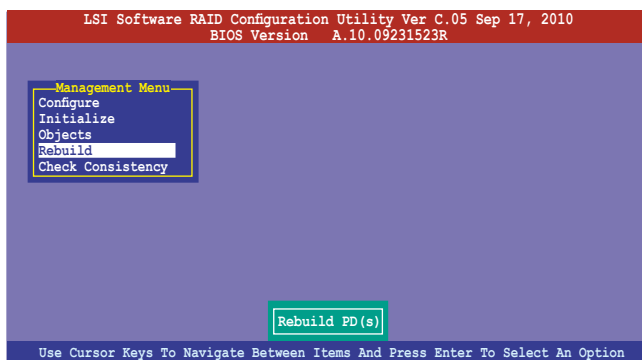 LSI Software RAID Configuration Utility Ver C.05 Sep 17, 2010
BIOS Version A.10.09231523R
Management Menu
Configure
Initialize
Objects
Rebuild
Check Consistency
Rebuild PD(s)
Use Cursor Keys To Navigate Between Items And Press Enter To Select An Option